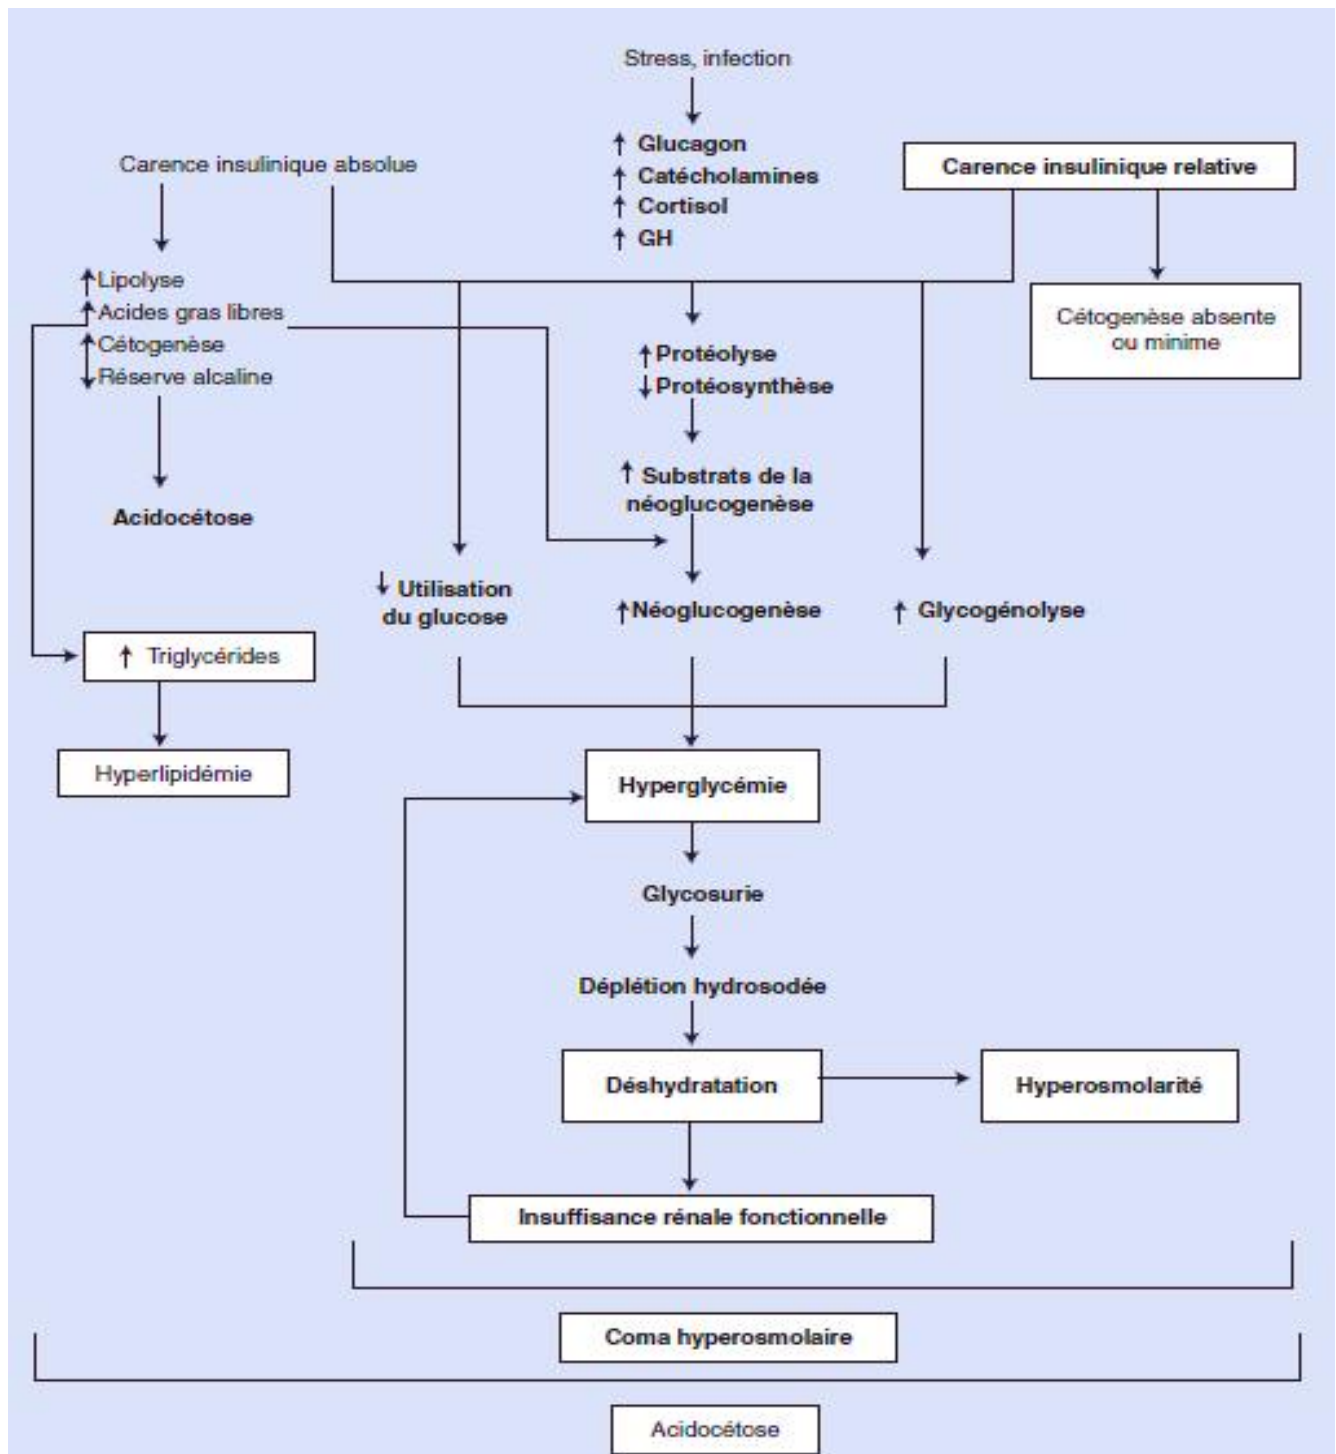 Stress, infection
↑ Glucagon
↑ Catécholamines
↑ Cortisol
↑ GH
Carence insulinique absolue
Carence insulinique relative
↑ Lipolyse
↑ Acides gras libres
↑ Cétogenèse
↓ Réserve alcaline
Cétogenèse absente
ou minime
↑ Protéolyse
↓ Protéosynthèse
↑ Substrats de la
néoglucogenèse
Acidocétose
↓ Utilisation
du glucose
↑ Néoglucogenèse
↑ Glycogénolyse
↑ Triglycérides
Hyperlipidémie
Hyperglycémie
Glycosurie
Déplétion hydrosodée
Déshydratation
Hyperosmolarité
Insuffisance rénale fonctionnelle
Coma hyperosmolaire
Acidocétose